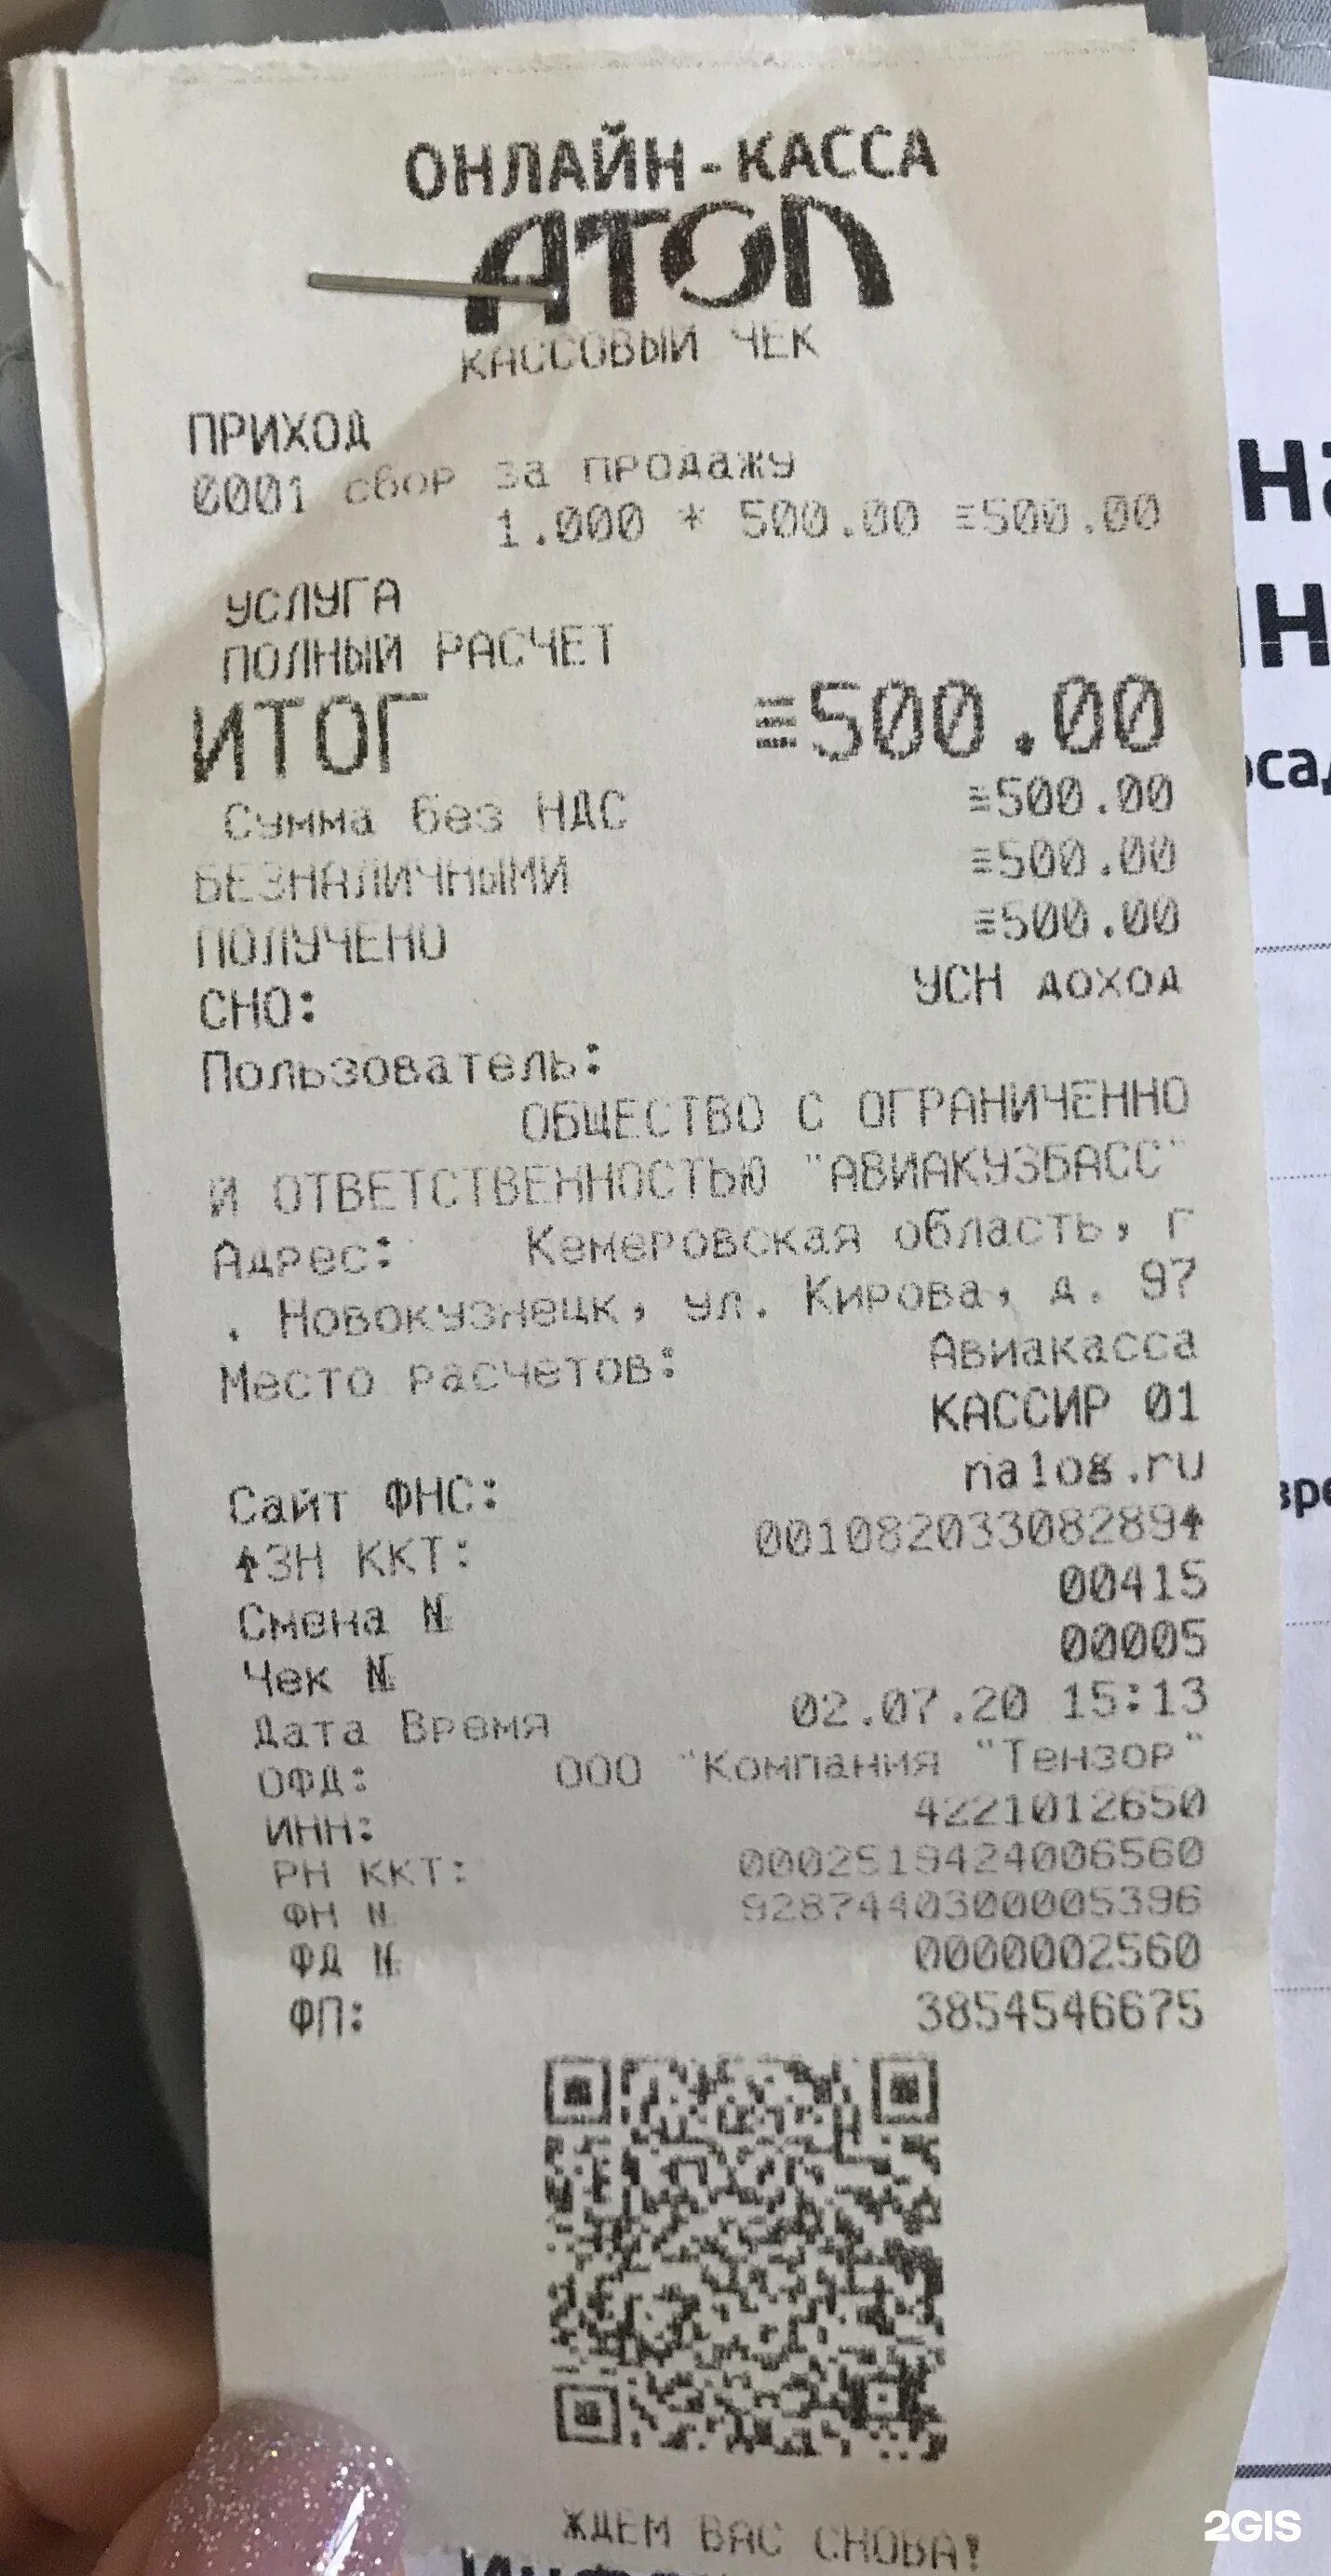 ОНЛАЙН-КАССА
АТОЛ
КАССОВЫЙ ЧЕК
ПРИХОД
0001 сбор за продажу
1.000 * 500.00 ≡500.00
УСЛУГА
ПОЛНЫЙ РАСЧЕТ
ИТОГ ≡500.00
Сумма без НДС ≡500.00
БЕЗНАЛИЧНЫМИ ≡500.00
ПОЛУЧЕНО ≡500.00
СНО: УСН доход
Пользователь:
ОБЩЕСТВО С ОГРАНИЧЕННО
Й ОТВЕТСТВЕННОСТЬЮ "АВИАКУЗБАСС"
Адрес: Кемеровская область, г
. Новокузнецк, ул. Кирова, д. 97
Место расчетов: Авиакасса
КАССИР 01
Сайт ФНС: nalog.ru
↑ЗН ККТ: 00108203308289↑
Смена № 00415
Чек № 00005
Дата Время 02.07.20 15:13
ОФД: ООО "Компания "Тензор"
ИНН: 4221012650
РН ККТ: 0002519424006560
ФН № 9287440300005396
ФД № 0000002560
ФП: 3854546675
ЖДЕМ ВАС СНОВА!
2GIS